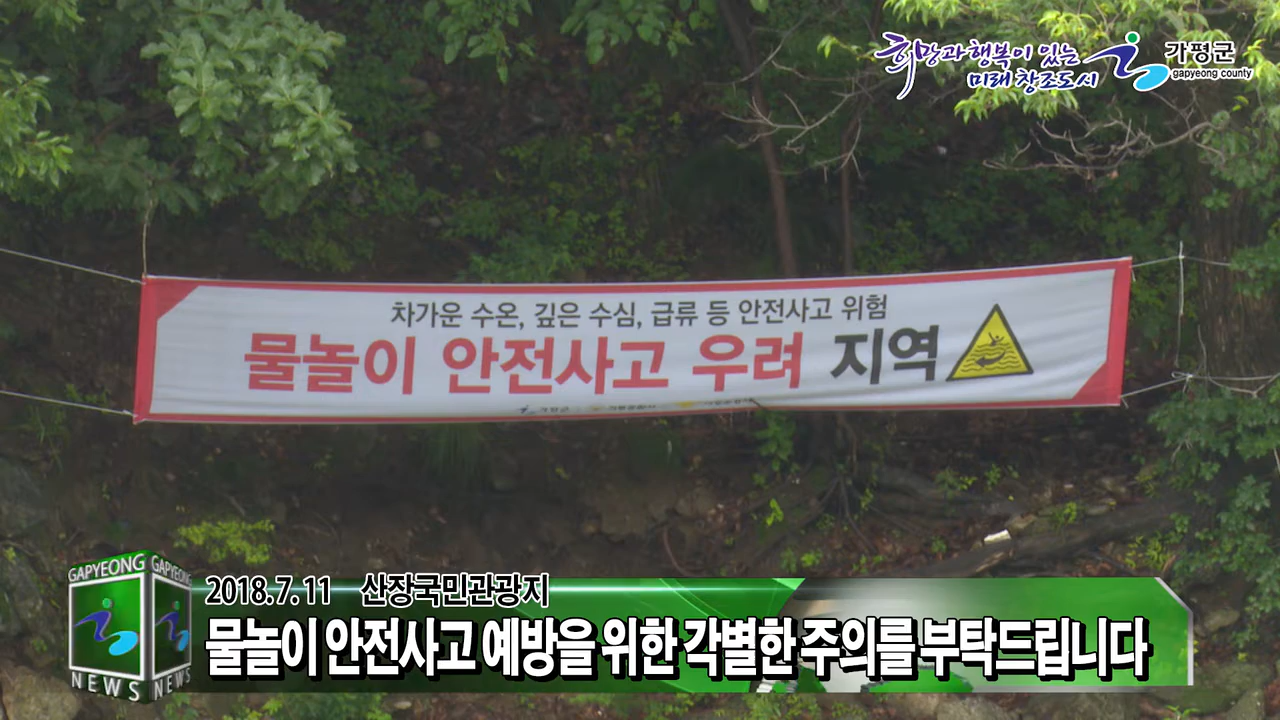 희망과 행복이 있는
미래 창조도시
가평군
gapyeong county
차가운 수온, 깊은 수심, 급류 등 안전사고 위험
물놀이 안전사고 우려 지역
가평군
GAPYEONG
GAPYEONG
NEWS
NEWS
2018.7.11 산장국민관광지
물놀이 안전사고 예방을 위한 각별한 주의를 부탁드립니다